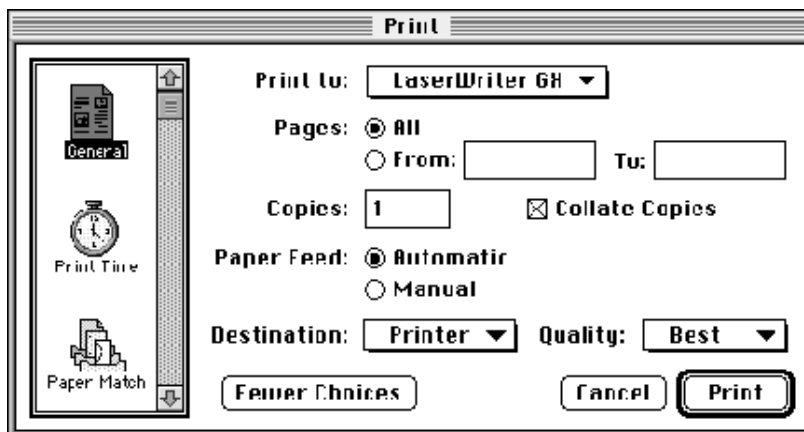 Print
General
Print Time
Paper Match
Print to: LaserWriter GX
Pages: All
From: To:
Copies: 1 Collate Copies
Paper Feed: Automatic
Manual
Destination: Printer Quality: Best
Fewer Choices Cancel Print